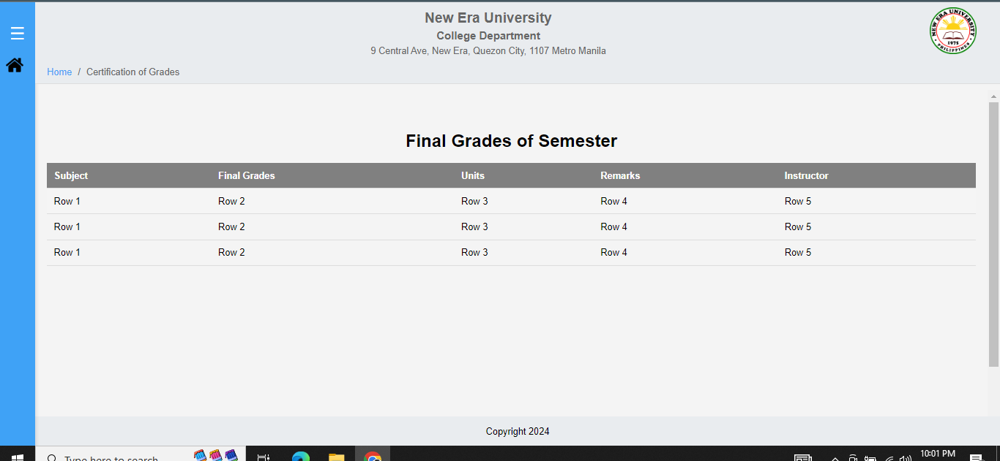 New Era University
College Department
9 Central Ave, New Era, Quezon City, 1107 Metro Manila
NEW ERA UNIVERSITY
1975
PHILIPPINES
Home / Certification of Grades
Final Grades of Semester
Subject Final Grades Units Remarks Instructor
Row 1 Row 2 Row 3 Row 4 Row 5
Row 1 Row 2 Row 3 Row 4 Row 5
Row 1 Row 2 Row 3 Row 4 Row 5
Copyright 2024
Type here to search
10:01 PM